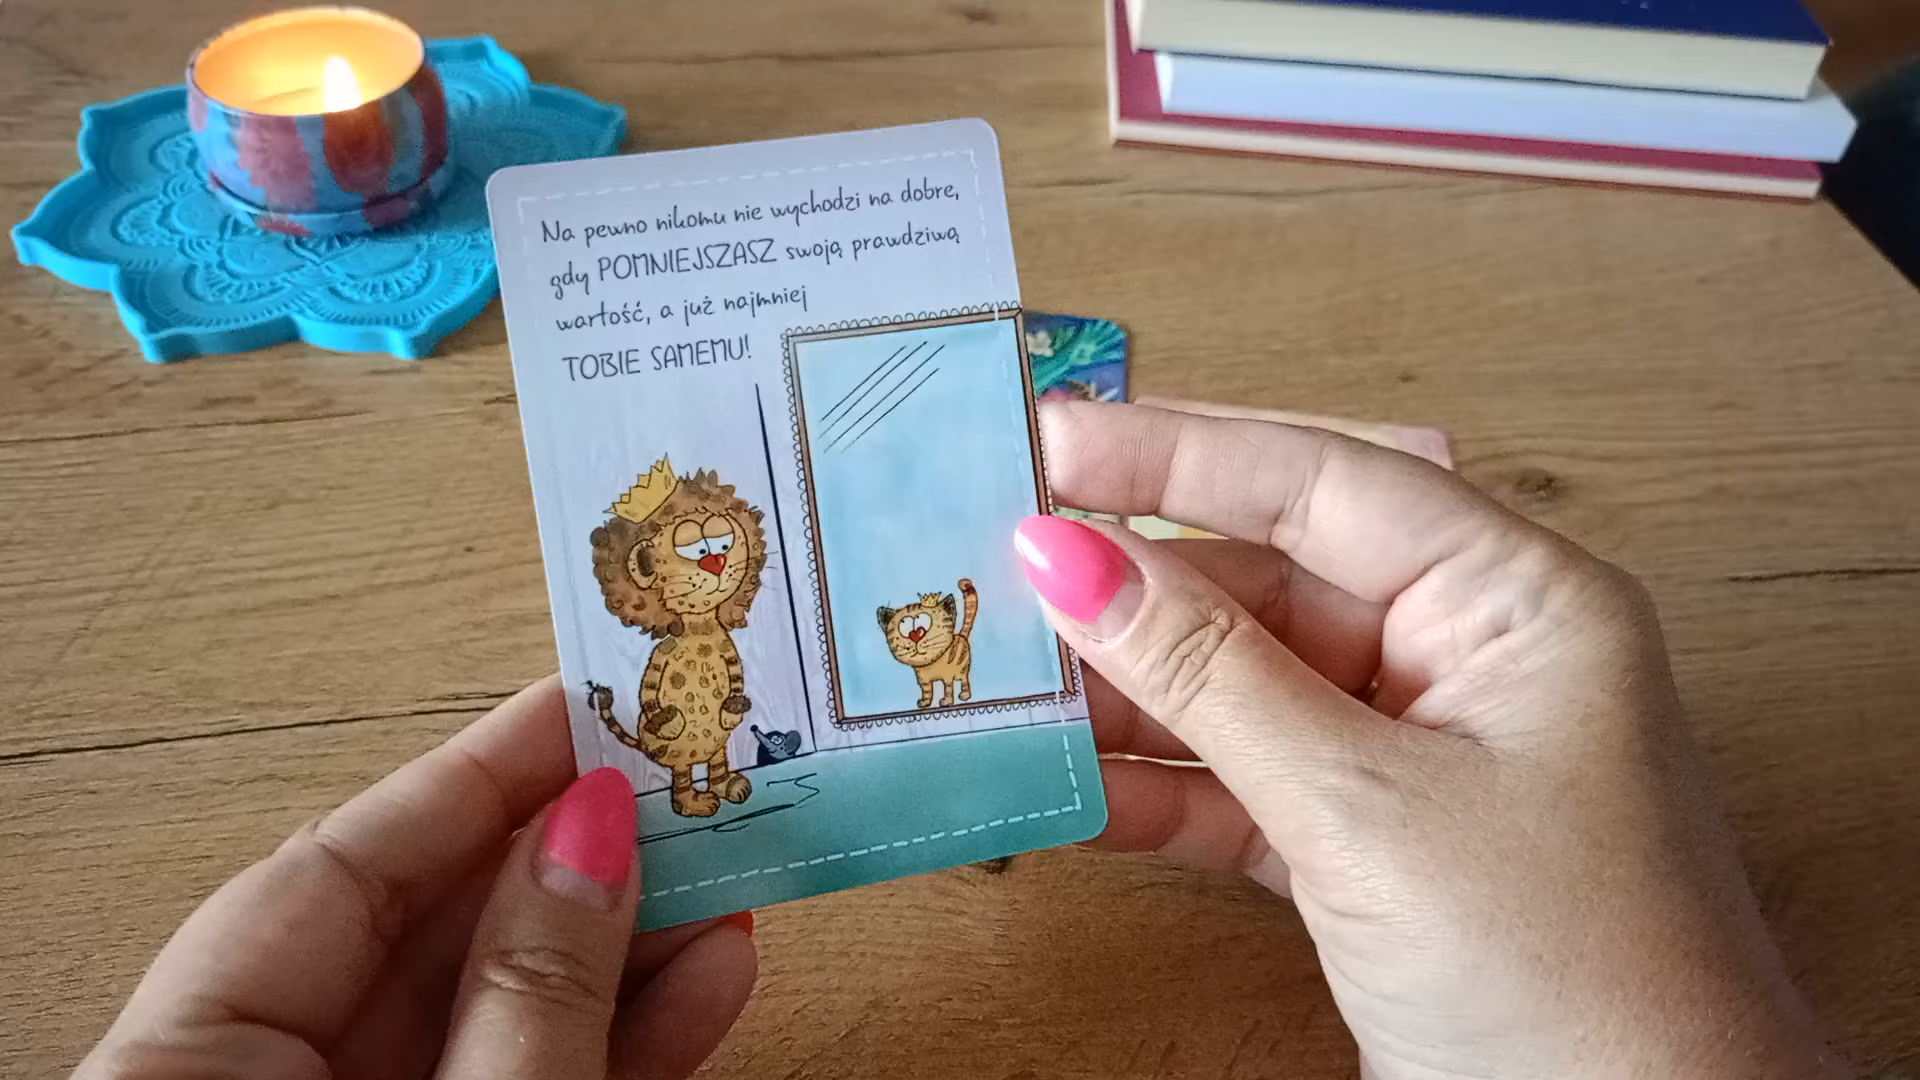 Na pewno nikomu nie wychodzi na dobre,
gdy POMNIEJSZASZ swoją prawdziwą
wartość, a już najmniej
TOBIE SAMEMU!